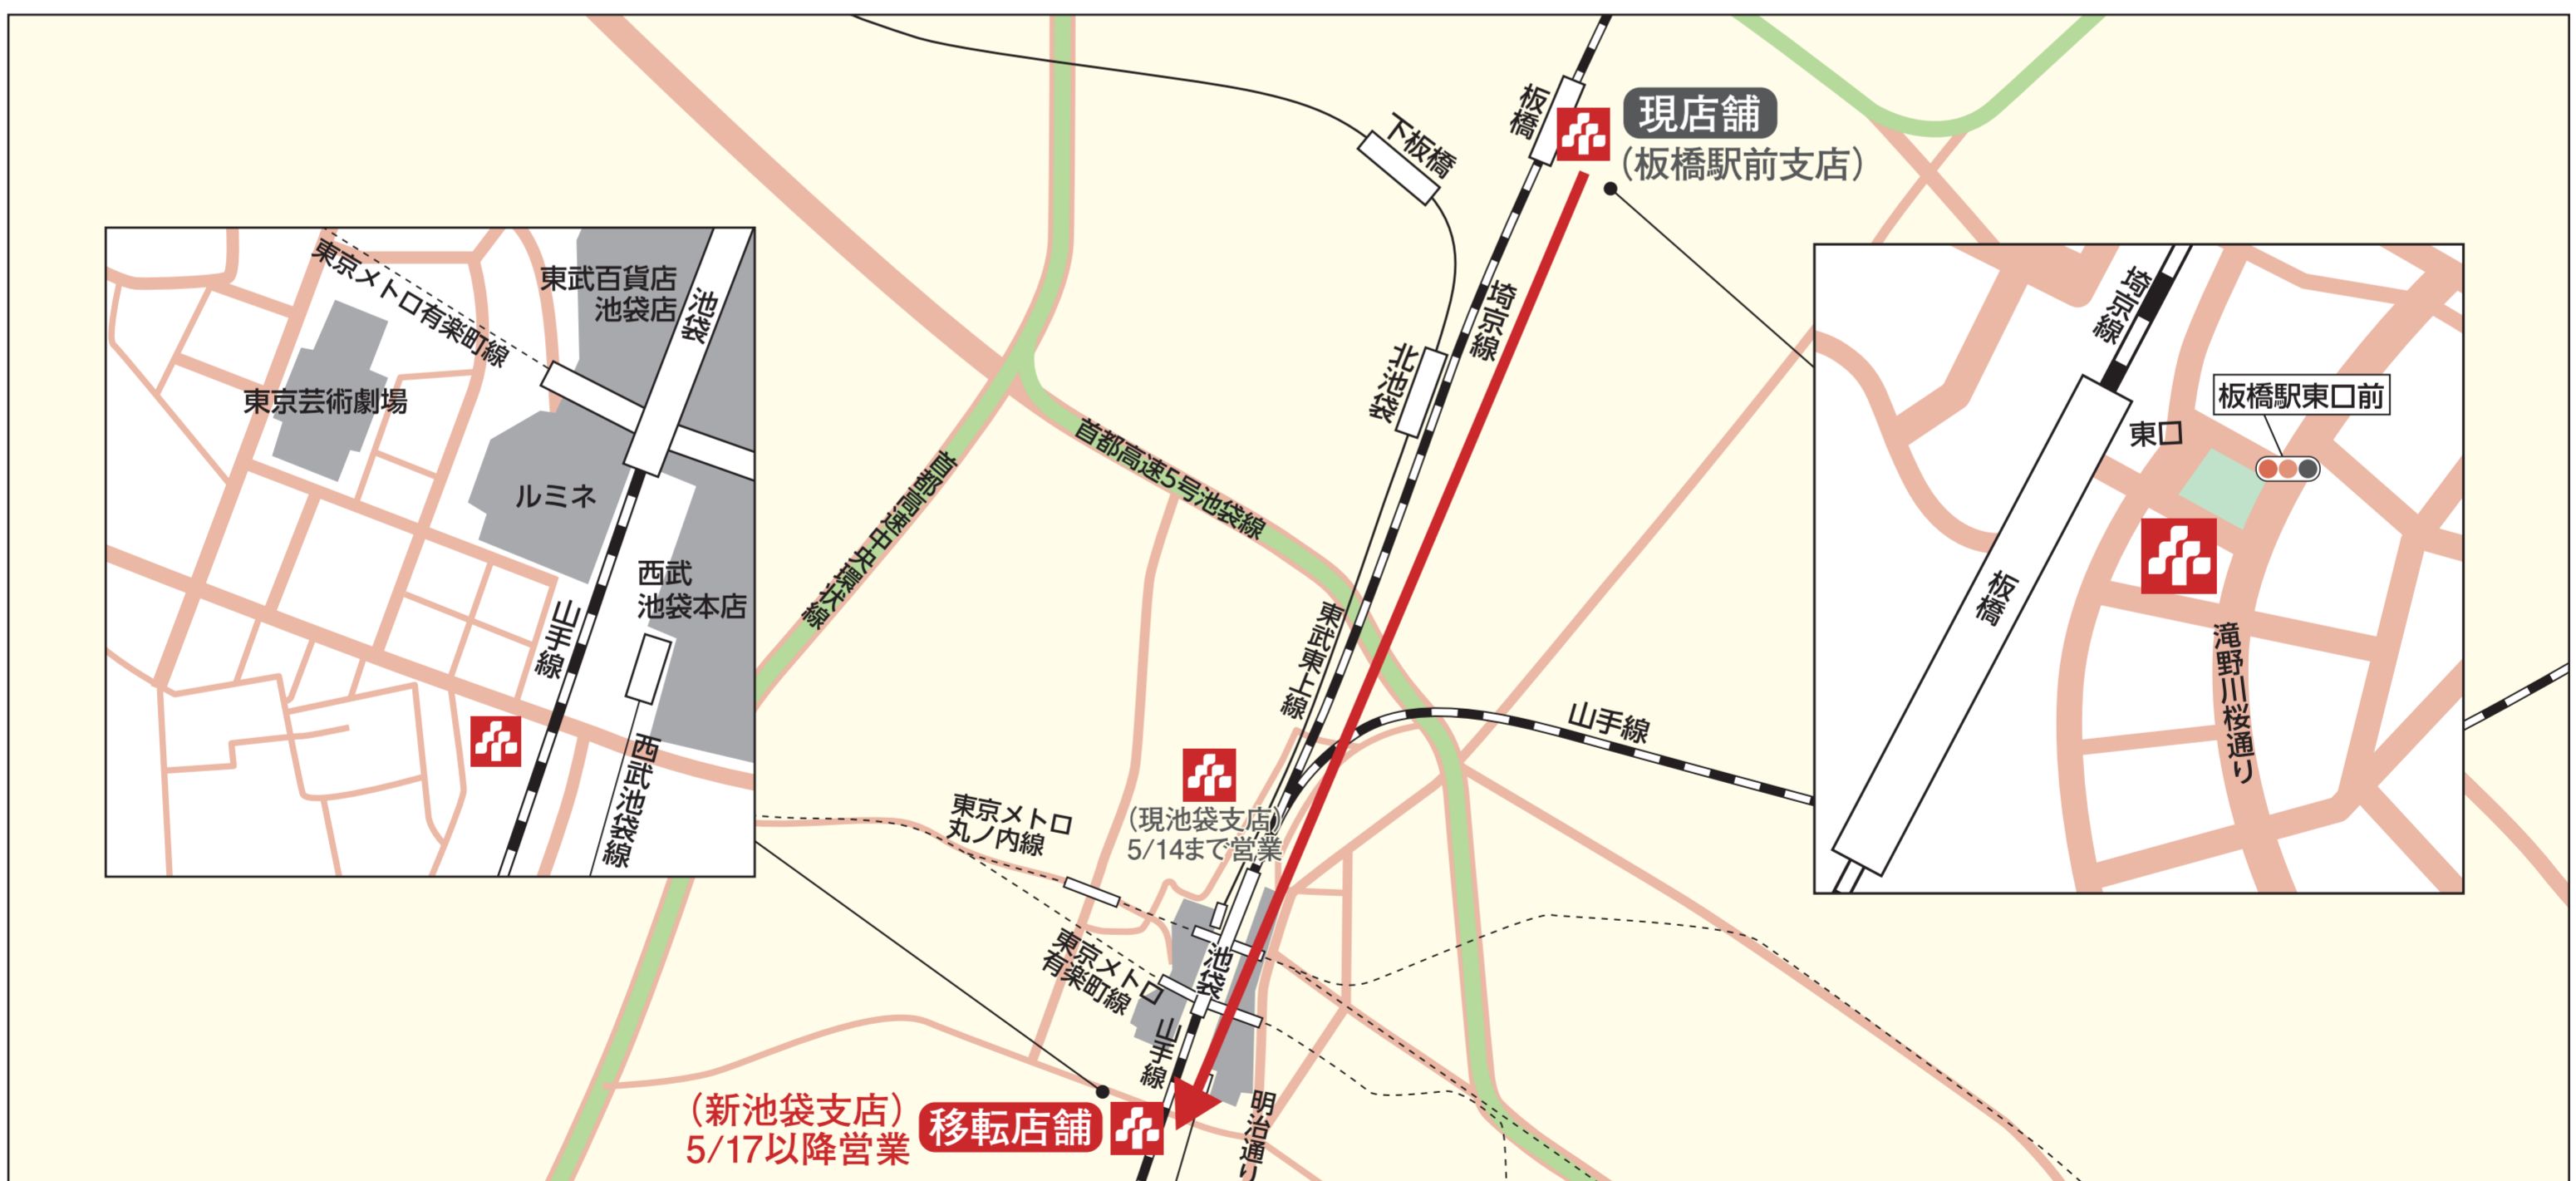 板橋
現店舗
(板橋駅前支店)
下板橋
埼京線
北池袋
首都高速5号池袋線
首都高速中央環状線
東武東上線
山手線
(現池袋支店)
5/14まで営業
東京メトロ
丸ノ内線
東京メトロ
有楽町線
池袋
山手線
明治通り
(新池袋支店)
5/17以降営業
移転店舗
東京メトロ有楽町線
東武百貨店
池袋店
池袋
東京芸術劇場
ルミネ
西武
池袋本店
山手線
西武池袋線
埼京線
板橋駅東口前
東口
板橋
滝野川桜通り